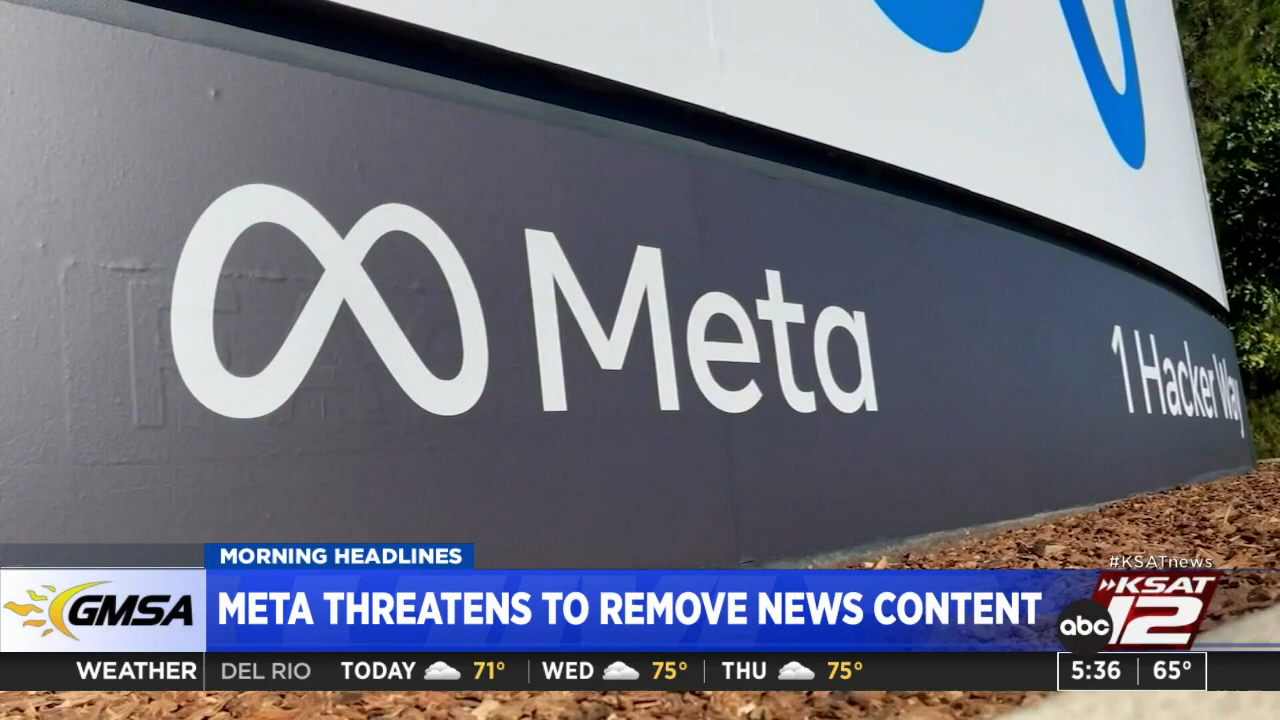 Meta
1 Hacker Way
MORNING HEADLINES
#KSATnews
GMSA
META THREATENS TO REMOVE NEWS CONTENT
KSAT
abc 12
WEATHER DEL RIO TODAY 71° WED 75° THU 75° 5:36 65°